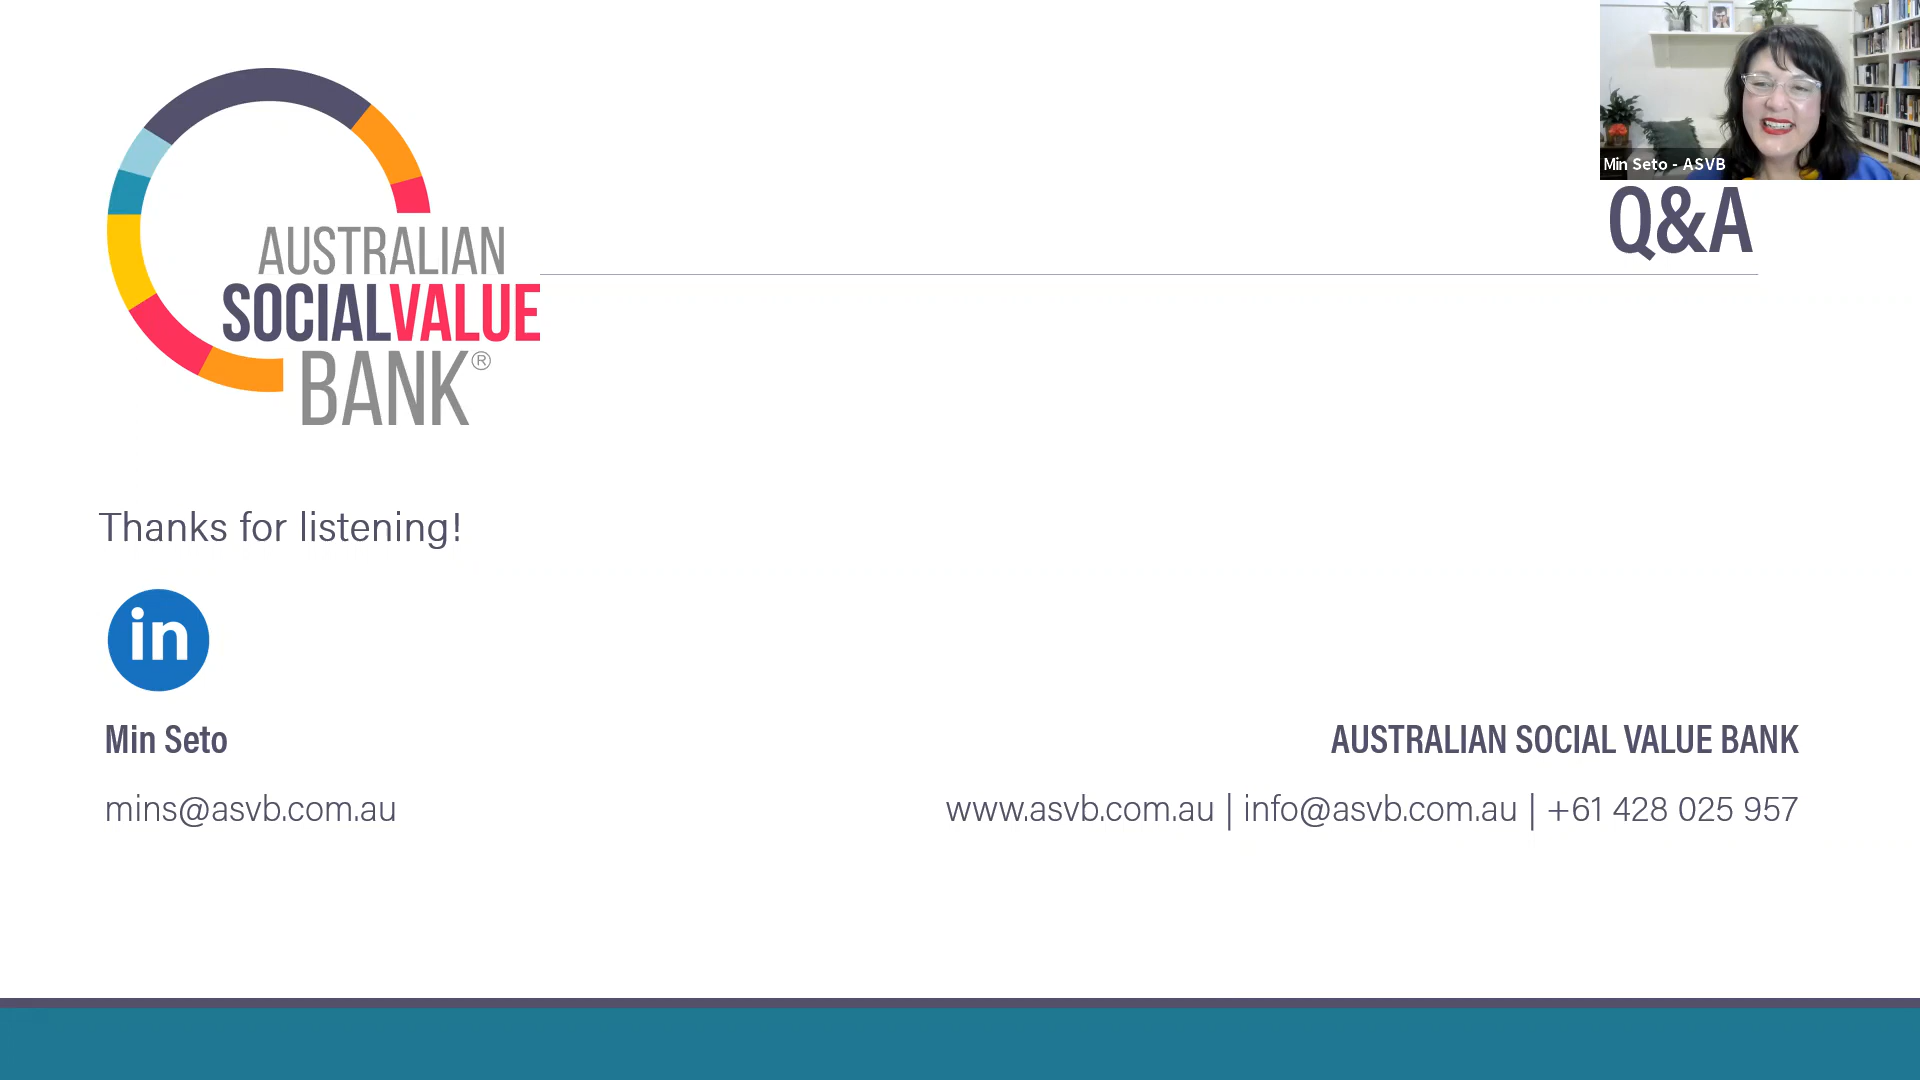 Min Seto - ASVB
Q&A
AUSTRALIAN
SOCIALVALUE
BANK®
Thanks for listening!
in
Min Seto
mins@asvb.com.au
AUSTRALIAN SOCIAL VALUE BANK
www.asvb.com.au | info@asvb.com.au | +61 428 025 957